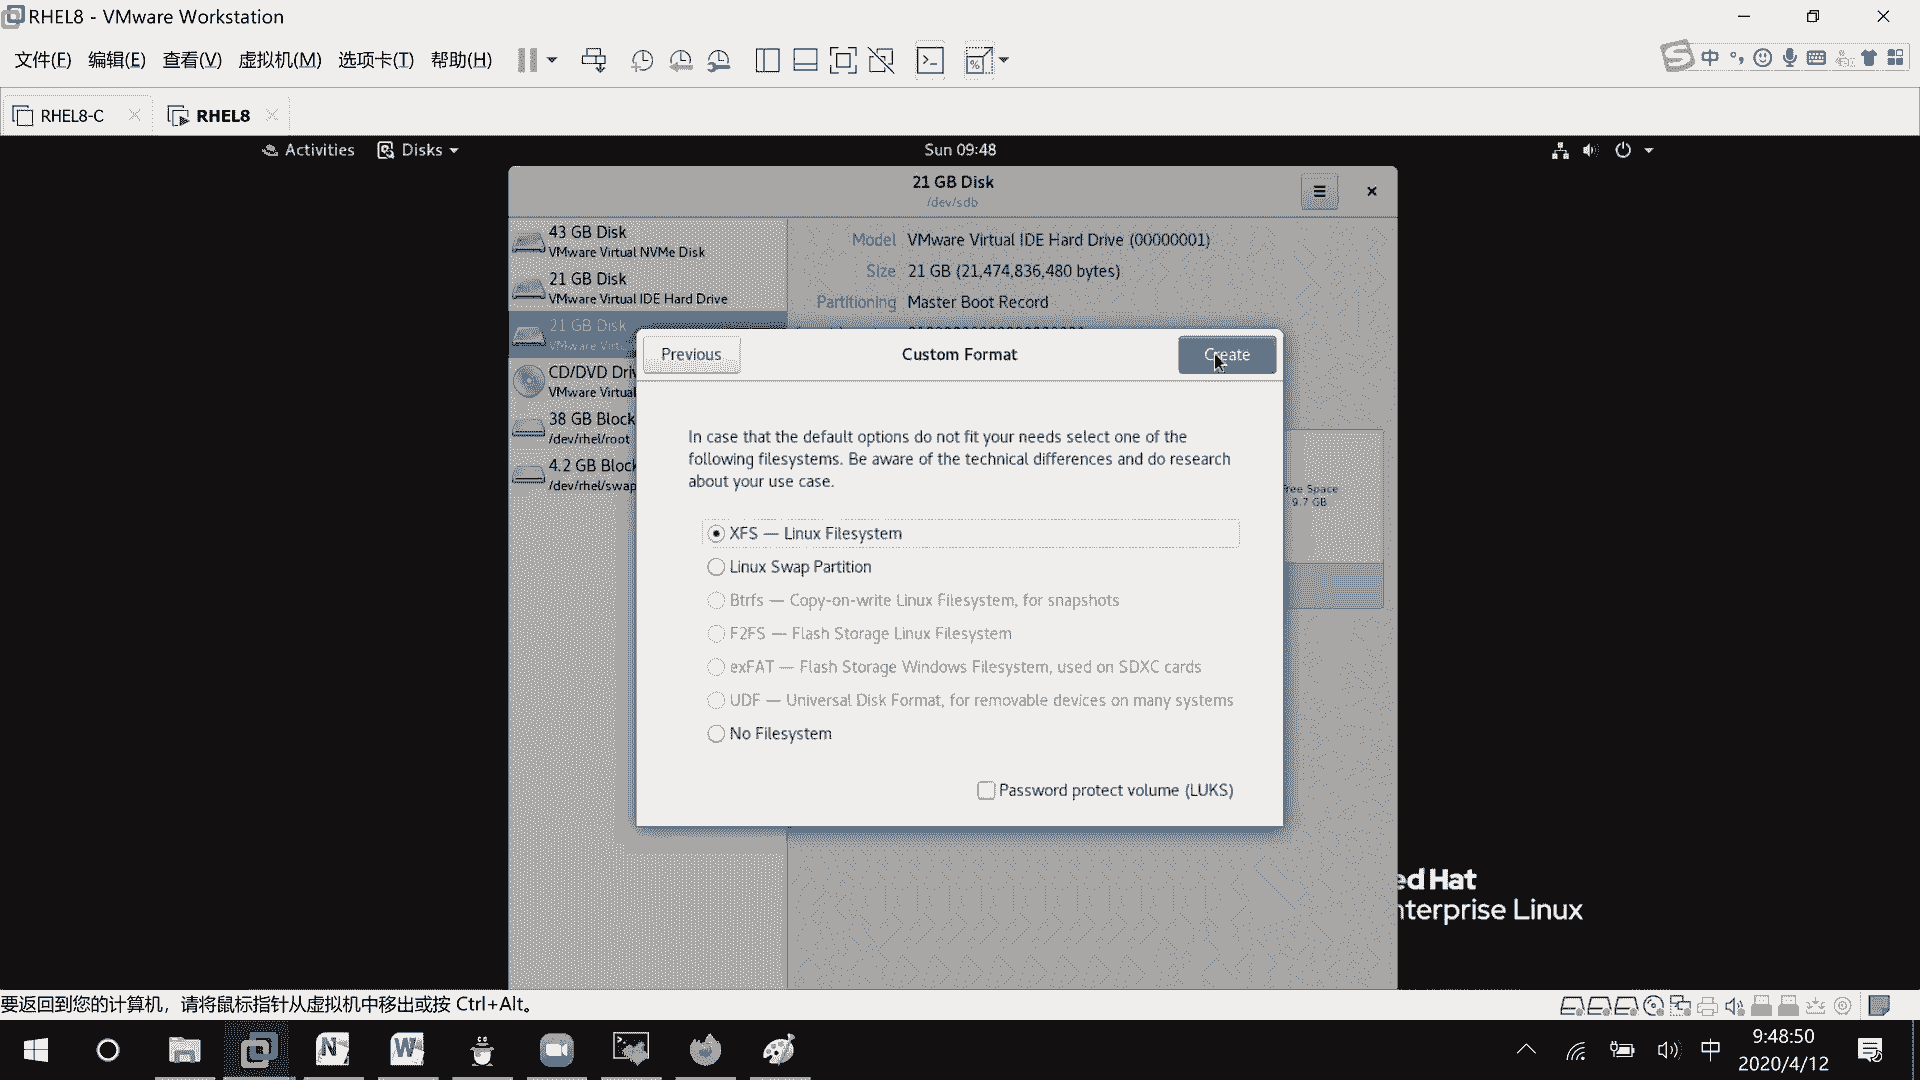 RHEL8 - VMware Workstation
文件(F) 编辑(E) 查看(V) 虚拟机(M) 选项卡(T) 帮助(H)
中
RHEL8-C
RHEL8
Activities
Disks
Sun 09:48
21 GB Disk
/dev/sdb
43 GB Disk
VMware Virtual NVMe Disk
21 GB Disk
VMware Virtual IDE Hard Drive
21 GB Disk
VMware Virt
CD/DVD Driv
VMware Virtual
38 GB Block
/dev/rhel/root
4.2 GB Block
/dev/rhel/swap
Model VMware Virtual IDE Hard Drive (00000001)
Size 21 GB (21,474,836,480 bytes)
Partitioning Master Boot Record
Previous
Custom Format
Create
In case that the default options do not fit your needs select one of the
following filesystems. Be aware of the technical differences and do research
about your use case.
XFS — Linux Filesystem
Linux Swap Partition
Btrfs — Copy-on-write Linux Filesystem, for snapshots
F2FS — Flash Storage Linux Filesystem
exFAT — Flash Storage Windows Filesystem, used on SDXC cards
UDF — Universal Disk Format, for removable devices on many systems
No Filesystem
Password protect volume (LUKS)
Free Space
9.7 GB
ed Hat
nterprise Linux
要返回到您的计算机，请将鼠标指针从虚拟机中移出或按 Ctrl+Alt。
中
9:48:50
2020/4/12